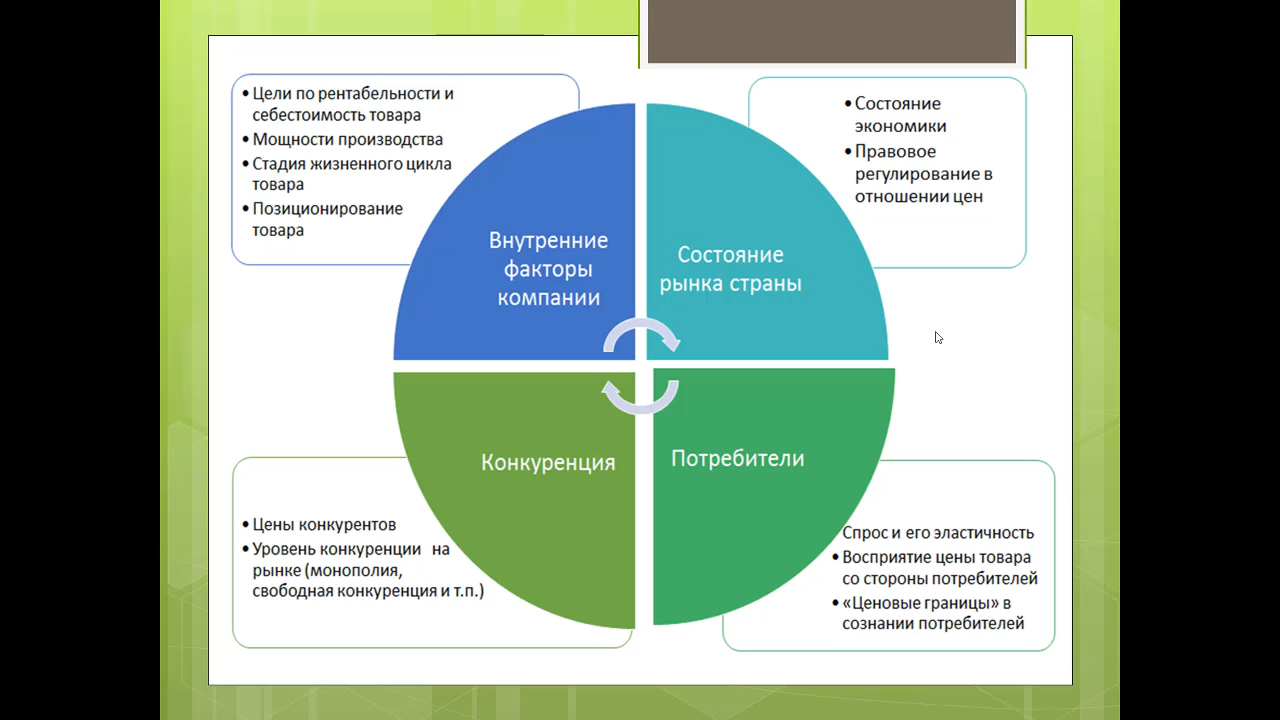 • Цели по рентабельности и
себестоимость товара
• Мощности производства
• Стадия жизненного цикла
товара
• Позиционирование
товара
• Состояние
экономики
• Правовое
регулирование в
отношении цен
Внутренние
факторы
компании
Состояние
рынка страны
Конкуренция
Потребители
• Цены конкурентов
• Уровень конкуренции на
рынке (монополия,
свободная конкуренция и т.п.)
Спрос и его эластичность
• Восприятие цены товара
со стороны потребителей
• «Ценовые границы» в
сознании потребителей